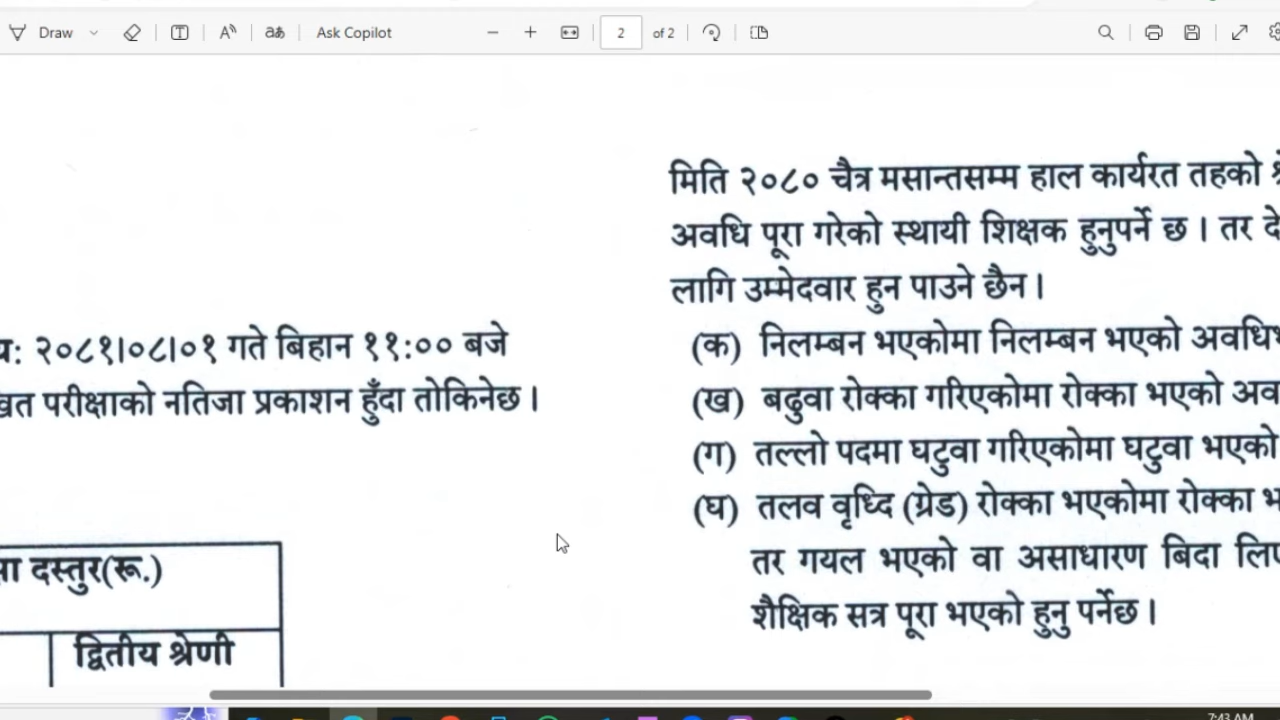 Draw
Ask Copilot
2 of 2
मिति २०८० चैत्र मसान्तसम्म हाल कार्यरत तहको
अवधि पूरा गरेको स्थायी शिक्षक हुनुपर्ने छ । तर
लागि उम्मेदवार हुन पाउने छैन ।
(क) निलम्बन भएकोमा निलम्बन भएको
(ख) बढुवा रोक्का गरिएकोमा रोक्का भएको
(ग) तल्लो पदमा घटुवा गरिएकोमा घटुवा भएको
(घ) तलव वृध्दि (ग्रेड) रोक्का भएकोमा रोक्का
तर गयल भएको वा असाधारण बिदा
शैक्षिक सत्र पूरा भएको हुनु पर्नेछ ।
: २०८१।०८।०१ गते बिहान ११:०० बजे
परीक्षाको नतिजा प्रकाशन हुँदा तोकिनेछ ।
दस्तुर(रू.)
द्वितीय श्रेणी
7:43 AM